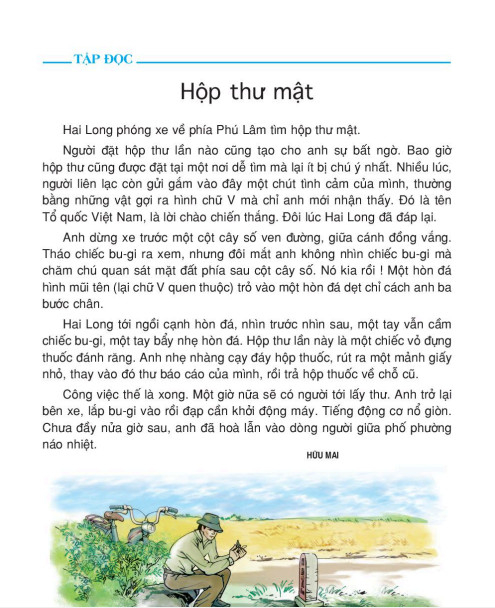 TẬP ĐỌC
Hộp thư mật
Hai Long phóng xe về phía Phú Lâm tìm hộp thư mật.
Người đặt hộp thư lần nào cũng tạo cho anh sự bất ngờ. Bao giờ
hộp thư cũng được đặt tại một nơi dễ tìm mà lại ít bị chú ý nhất. Nhiều lúc,
người liên lạc còn gửi gắm vào đây một chút tình cảm của mình, thường
bằng những vật gợi ra hình chữ V mà chỉ anh mới nhận thấy. Đó là tên
Tổ quốc Việt Nam, là lời chào chiến thắng. Đôi lúc Hai Long đã đáp lại.
Anh dừng xe trước một cột cây số ven đường, giữa cánh đồng vắng.
Tháo chiếc bu-gi ra xem, nhưng đôi mắt anh không nhìn chiếc bu-gi mà
chăm chú quan sát mặt đất phía sau cột cây số. Nó kia rồi ! Một hòn đá
hình mũi tên (lại chữ V quen thuộc) trỏ vào một hòn đá dẹt chỉ cách anh ba
bước chân.
Hai Long tới ngồi cạnh hòn đá, nhìn trước nhìn sau, một tay vẫn cầm
chiếc bu-gi, một tay bẩy nhẹ hòn đá. Hộp thư lần này là một chiếc vỏ đựng
thuốc đánh răng. Anh nhẹ nhàng cạy đáy hộp thuốc, rút ra một mảnh giấy
nhỏ, thay vào đó thư báo cáo của mình, rồi trả hộp thuốc về chỗ cũ.
Công việc thế là xong. Một giờ nữa sẽ có người tới lấy thư. Anh trở lại
bên xe, lắp bu-gi vào rồi đạp cần khởi động máy. Tiếng động cơ nổ giòn.
Chưa đầy nửa giờ sau, anh đã hoà lẫn vào dòng người giữa phố phường
náo nhiệt.
HỮU MAI